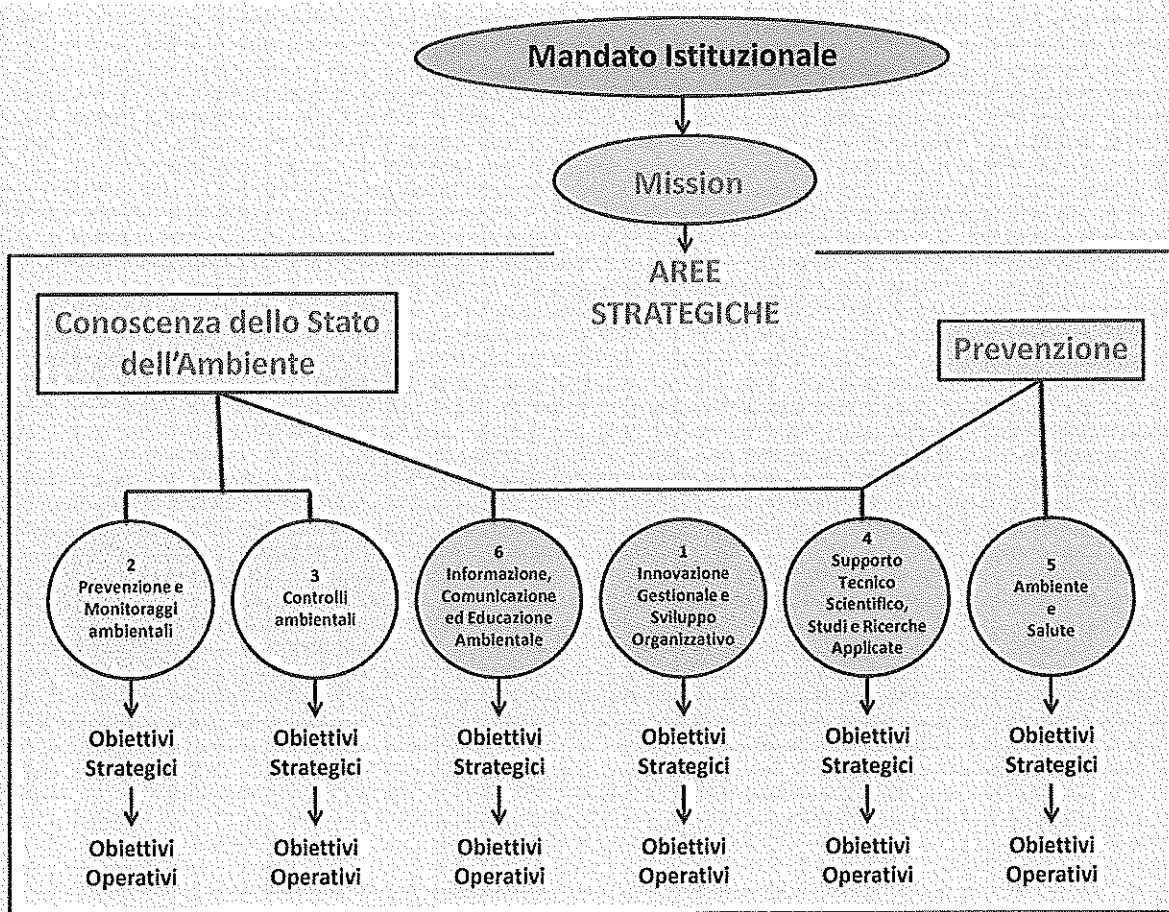 Mandato Istituzionale
Mission
AREE
STRATEGICHE
Conoscenza dello Stato
dell'Ambiente
Prevenzione
2
Prevenzione e
Monitoraggi
ambientali
3
Controlli
ambientali
6
Informazione,
Comunicazione
ed Educazione
Ambientale
1
Innovazione
Gestionale e
Sviluppo
Organizzativo
4
Supporto
Tecnico
Scientifico,
Studi e Ricerche
Applicate
5
Ambiente
e
Salute
Obiettivi
Strategici
Obiettivi
Strategici
Obiettivi
Strategici
Obiettivi
Strategici
Obiettivi
Strategici
Obiettivi
Strategici
Obiettivi
Operativi
Obiettivi
Operativi
Obiettivi
Operativi
Obiettivi
Operativi
Obiettivi
Operativi
Obiettivi
Operativi